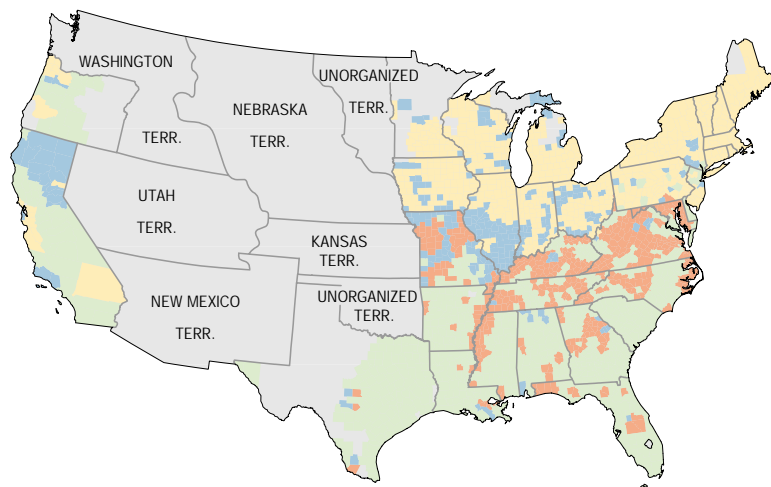 WASHINGTON
TERR.
NEBRASKA
TERR.
UNORGANIZED
TERR.
UTAH
TERR.
KANSAS
TERR.
NEW MEXICO
TERR.
UNORGANIZED
TERR.